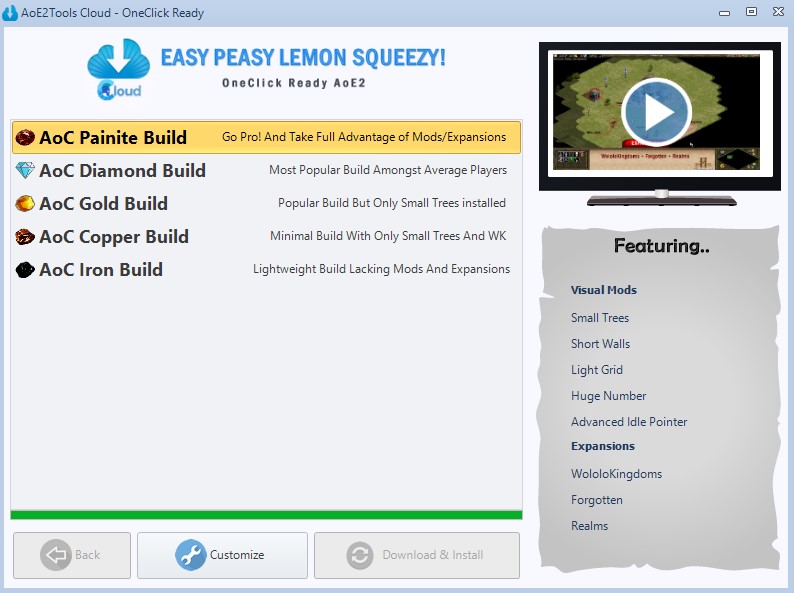 AoE2Tools Cloud - OneClick Ready
Cloud
EASY PEASY LEMON SQUEEZY!
OneClick Ready AoE2
AoC Painite Build Go Pro! And Take Full Advantage of Mods/Expansions
AoC Diamond Build Most Popular Build Amongst Average Players
AoC Gold Build Popular Build But Only Small Trees installed
AoC Copper Build Minimal Build With Only Small Trees And WK
AoC Iron Build Lightweight Build Lacking Mods And Expansions
Back
Customize
Download & Install
WololoKingdoms - Forgotten - Realms
Featuring..
Visual Mods
Small Trees
Short Walls
Light Grid
Huge Number
Advanced Idle Pointer
Expansions
WololoKingdoms
Forgotten
Realms